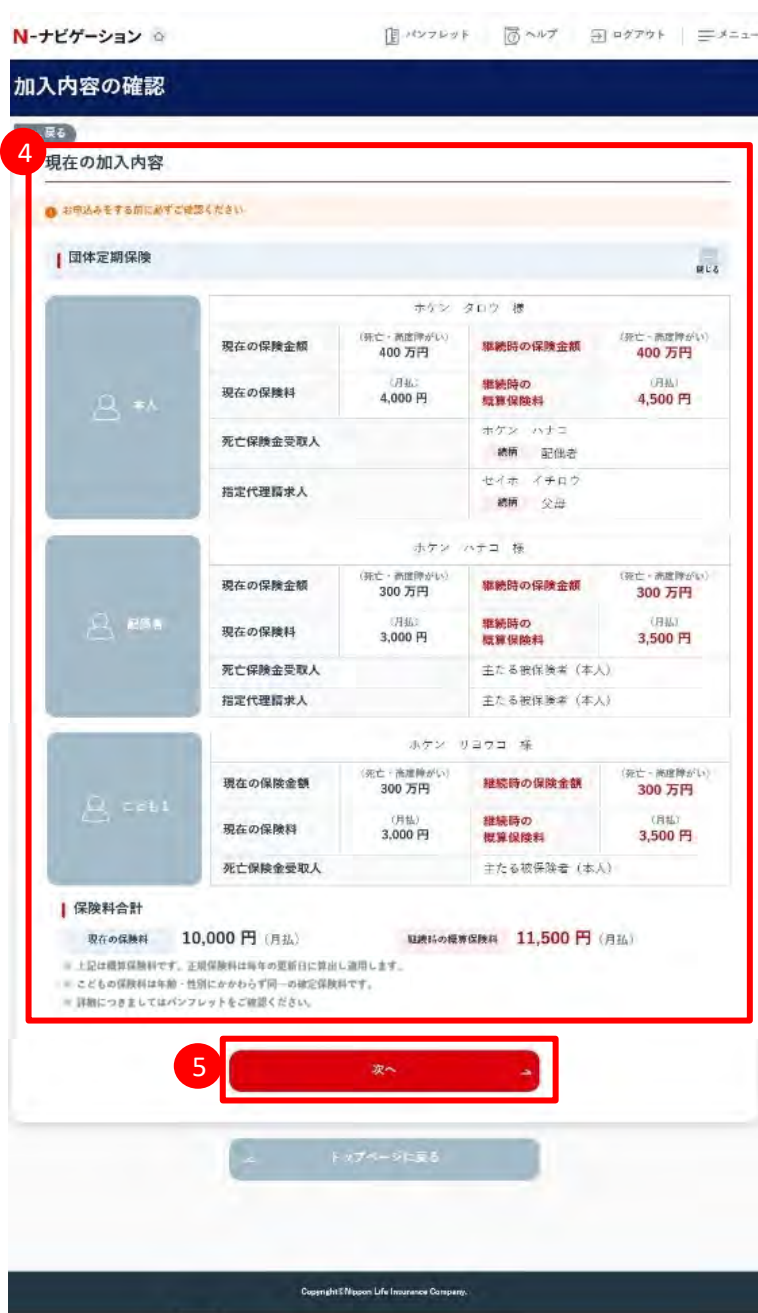 N-ナビゲーション
パンフレット ヘルプ ログアウト メニュー
加入内容の確認
戻る
4
現在の加入内容
お申込みをする前に必ずご確認ください
団体定期保険
閉じる
本人
ホケン タロウ 様
現在の保険金額 (死亡・高度障がい) 400 万円 継続時の保険金額 (死亡・高度障がい) 400 万円
現在の保険料 (月払) 4,000 円 継続時の概算保険料 (月払) 4,500 円
死亡保険金受取人 ホケン ハナコ 続柄 配偶者
指定代理請求人 セイホ イチロウ 続柄 父母
配偶者
ホケン ハナコ 様
現在の保険金額 (死亡・高度障がい) 300 万円 継続時の保険金額 (死亡・高度障がい) 300 万円
現在の保険料 (月払) 3,000 円 継続時の概算保険料 (月払) 3,500 円
死亡保険金受取人 主たる被保険者（本人）
指定代理請求人 主たる被保険者（本人）
こども1
ホケン リヨウコ 様
現在の保険金額 (死亡・高度障がい) 300 万円 継続時の保険金額 (死亡・高度障がい) 300 万円
現在の保険料 (月払) 3,000 円 継続時の概算保険料 (月払) 3,500 円
死亡保険金受取人 主たる被保険者（本人）
保険料合計
現在の保険料 10,000 円（月払） 継続時の概算保険料 11,500 円（月払）
※ 上記は概算保険料です。正規保険料は毎年の更新日に算出し適用します。
※ こどもの保険料は年齢・性別にかかわらず同一の確定保険料です。
※ 詳細につきましてはパンフレットをご確認ください。
5
次へ
トップページに戻る
Copyright © Nippon Life Insurance Company.